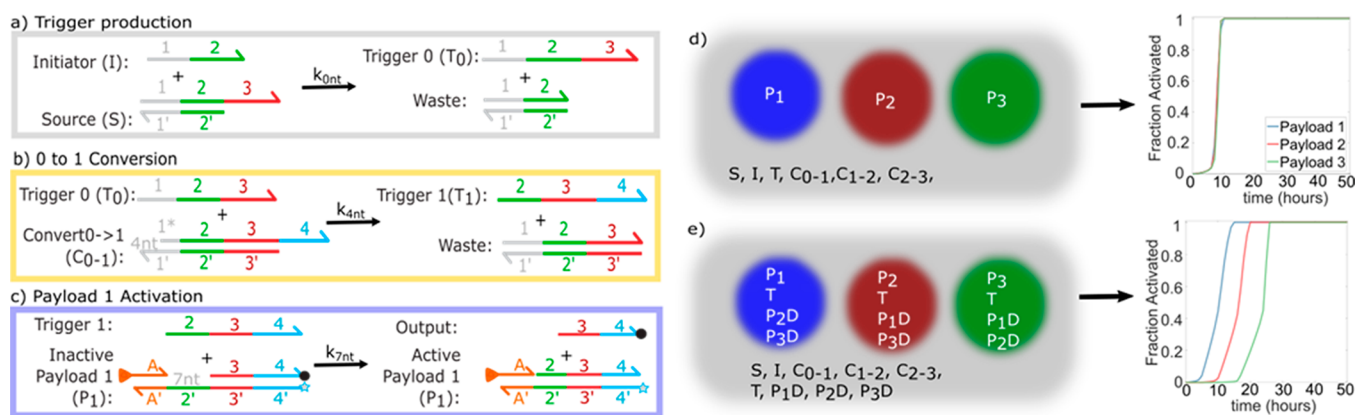 a) Trigger production
1 2
Initiator (I):
+
1 2 3
Source (S)
1' 2'
k0nt
Trigger 0 (T0):
1 2 3
+
1 2
Waste:
1' 2'
b) 0 to 1 Conversion
Trigger 0 (T0)
1 2 3
+
1* 2 3 4
Convert0->1
(C0-1):
4nt
1' 2' 3'
k4nt
Trigger 1(T1)
2 3 4
+
1 2 3
Waste:
1' 2' 3'
c) Payload 1 Activation
Trigger 1:
2 3 4
+
Inactive
Payload 1
(P1)
A 7nt 3 4
A' 2' 3' 4'
k7nt
Output:
3 4
+
Active
Payload 1
(P1)
A 2 3 4
A' 2' 3' 4'
d)
P1 P2 P3
S, I, T, C0-1,C1-2, C2-3,
Fraction Activated
1
0.8
0.6
0.4
0.2
0
Payload 1
Payload 2
Payload 3
0 10 20 30 40 50
time (hours)
e)
P1 P2 P3
T T T
P2D P1D P1D
P3D P3D P2D
S, I, C0-1, C1-2, C2-3,
T, P1D, P2D, P3D
Fraction Activated
1
0.8
0.6
0.4
0.2
0
0 10 20 30 40 50
time (hours)